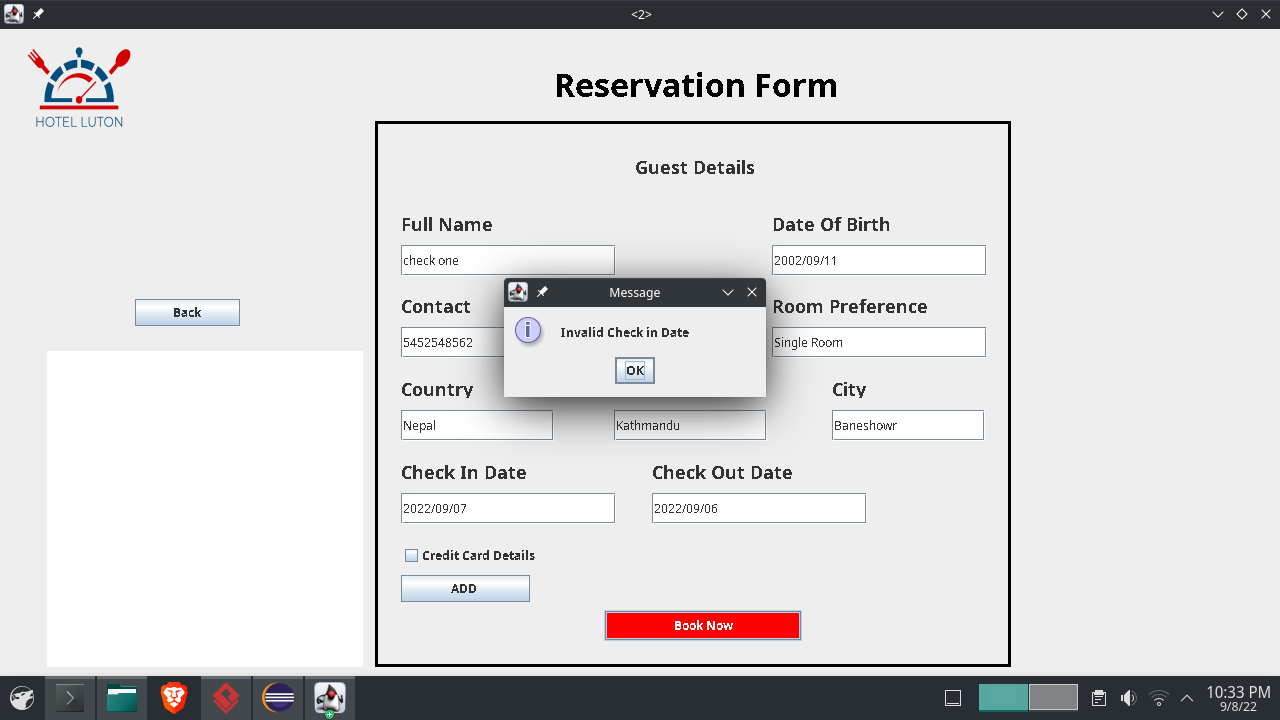 <2>
HOTEL LUTON
Reservation Form
Guest Details
Full Name
Date Of Birth
check one
2002/09/11
Message
Contact
Room Preference
Back
Invalid Check in Date
5452548562
Single Room
OK
Country
City
Nepal
Kathmandu
Baneshowr
Check In Date
Check Out Date
2022/09/07
2022/09/06
Credit Card Details
ADD
Book Now
10:33 PM
9/8/22